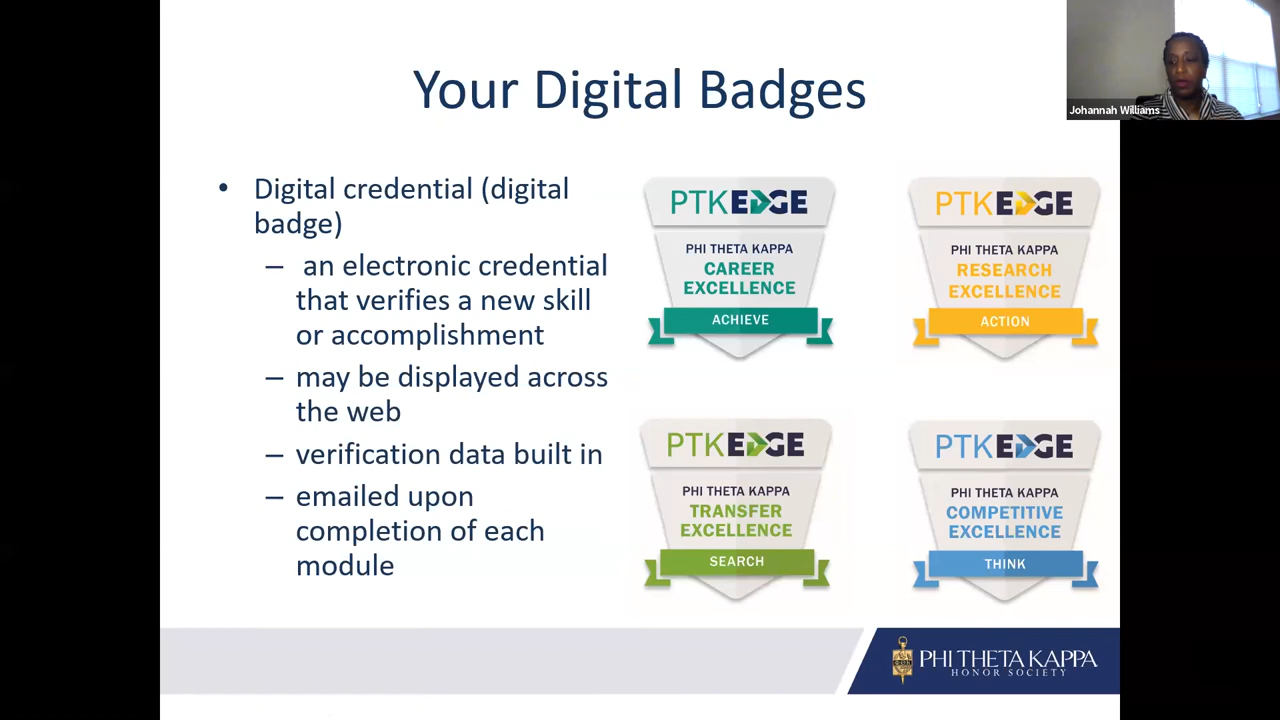 Your Digital Badges
Johannah Williams
• Digital credential (digital
badge)
– an electronic credential
that verifies a new skill
or accomplishment
– may be displayed across
the web
– verification data built in
– emailed upon
completion of each
module
PTK EDGE
PHI THETA KAPPA
CAREER
EXCELLENCE
ACHIEVE
PTK EDGE
PHI THETA KAPPA
RESEARCH
EXCELLENCE
ACTION
PTK EDGE
PHI THETA KAPPA
TRANSFER
EXCELLENCE
SEARCH
PTK EDGE
PHI THETA KAPPA
COMPETITIVE
EXCELLENCE
THINK
PHI THETA KAPPA
HONOR SOCIETY